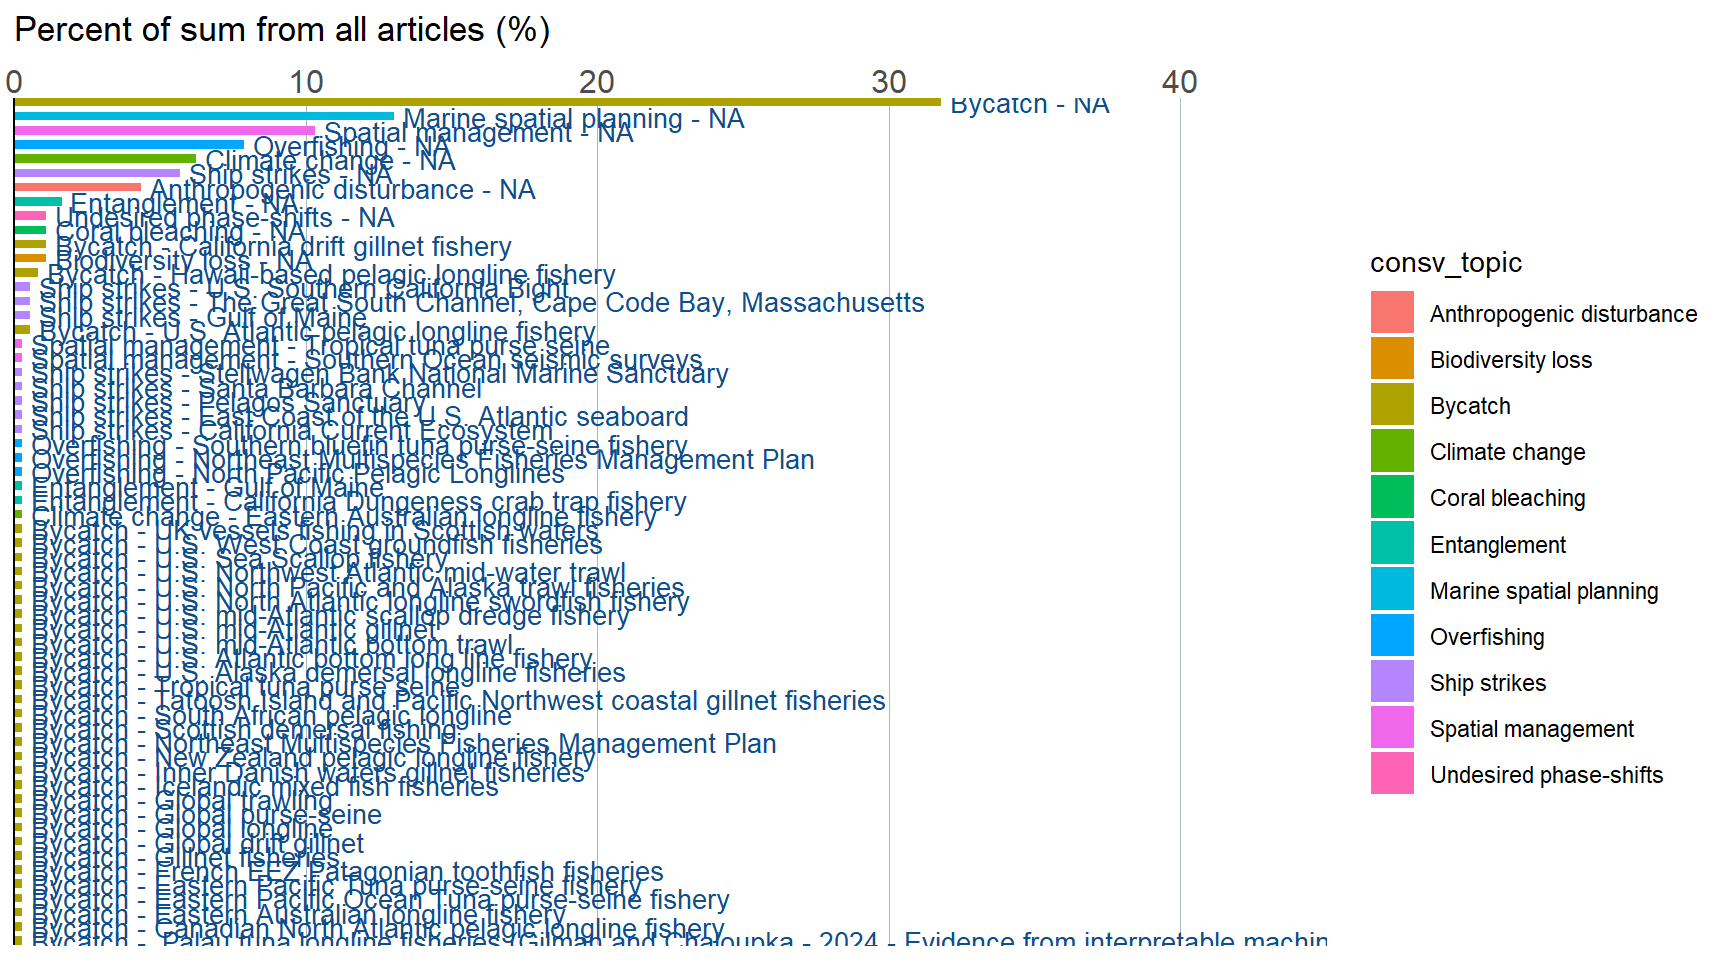 Percent of sum from all articles (%)
0 10 20 30 40
Bycatch - NA
Marine spatial planning - NA
Spatial management - NA
Overfishing - NA
Climate change - NA
Ship strikes - NA
Anthropogenic disturbance - NA
Entanglement - NA
Undesired phase-shifts - NA
Coral bleaching - NA
Bycatch - California drift gillnet fishery
Biodiversity loss - NA
Bycatch - Hawaii-based pelagic longline fishery
Ship strikes - U.S. Southern California Bight
Ship strikes - The Great South Channel, Cape Code Bay, Massachusetts
Ship strikes - Gulf of Maine
Bycatch - U.S. Atlantic pelagic longline fishery
Spatial management - Tropical tuna purse seine
Spatial management - Southern Ocean seismic surveys
Ship strikes - Stellwagen Bank National Marine Sanctuary
Ship strikes - Santa Barbara Channel
Ship strikes - Pelagos Sanctuary
Ship strikes - East Coast of the U.S. Atlantic seaboard
Ship strikes - California Current Ecosystem
Overfishing - Southern bluefin tuna purse-seine fishery
Overfishing - Northeast Multispecies Fisheries Management Plan
Overfishing - North Pacific Pelagic Longlines
Entanglement - Gulf of Maine
Entanglement - California Dungeness crab trap fishery
Climate change - Eastern Australian longline fishery
Bycatch - UK vessels fishing in Scottish waters
Bycatch - U.S. West Coast groundfish fisheries
Bycatch - U.S. Sea Scallop fishery
Bycatch - U.S. Northwest Atlantic mid-water trawl
Bycatch - U.S. North Pacific and Alaska trawl fisheries
Bycatch - U.S. North Atlantic longline swordfish fishery
Bycatch - U.S. mid-Atlantic scallop dredge fishery
Bycatch - U.S. mid-Atlantic gillnet
Bycatch - U.S. mid-Atlantic bottom trawl
Bycatch - U.S. Atlantic bottom long line fishery
Bycatch - U.S. Alaska demersal longline fisheries
Bycatch - Tropical tuna purse seine
Bycatch - Tatoosh Island and Pacific Northwest coastal gillnet fisheries
Bycatch - South African pelagic longline
Bycatch - Scottish demersal fishing
Bycatch - Northeast Multispecies Fisheries Management Plan
Bycatch - New Zealand pelagic longline fishery
Bycatch - Inner Danish waters gillnet fisheries
Bycatch - Icelandic mixed fish fisheries
Bycatch - Global trawling
Bycatch - Global purse-seine
Bycatch - Global longline
Bycatch - Global drift gillnet
Bycatch - Gillnet fisheries
Bycatch - French EEZ Patagonian toothfish fisheries
Bycatch - Eastern Pacific Tuna purse-seine fishery
Bycatch - Eastern Pacific Ocean Tuna purse-seine fishery
Bycatch - Eastern Australian longline fishery
Bycatch - Canadian North Atlantic pelagic longline fishery
Bycatch - Palau tuna longline fisheries (Gilman and Chaloupka - 2024 - Evidence from interpretable machin
consv_topic
Anthropogenic disturbance
Biodiversity loss
Bycatch
Climate change
Coral bleaching
Entanglement
Marine spatial planning
Overfishing
Ship strikes
Spatial management
Undesired phase-shifts